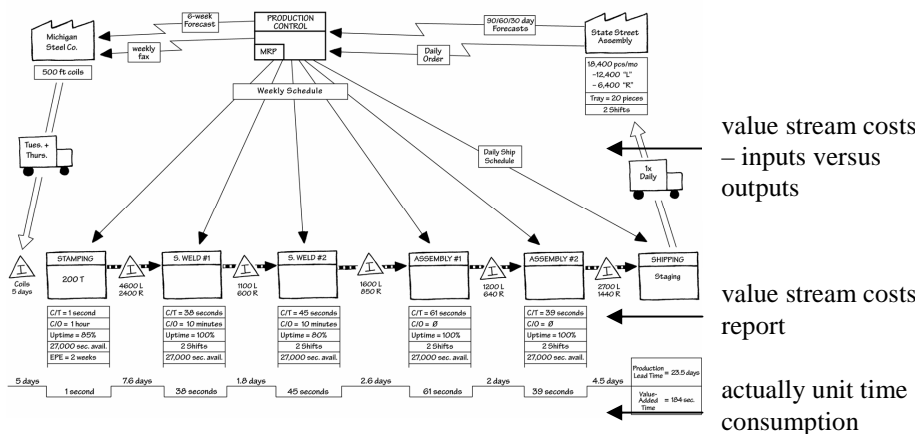 6-week
Forecast
PRODUCTION
CONTROL
MRP
90/60/30 day
Forecasts
Michigan
Steel Co.
weekly
fax
Daily
Order
State Street
Assembly
500 ft coils
18,400 pcs/mo
-12,400 "L"
- 6,400 "R"
Tray = 20 pieces
2 Shifts
Weekly Schedule
Tues. +
Thurs.
Daily Ship
Schedule
1x
Daily
value stream costs
– inputs versus
outputs
I
Coils
5 days
STAMPING
200 T
I
4600 L
2400 R
S. WELD #1
I
1100 L
600 R
S. WELD #2
I
1600 L
850 R
ASSEMBLY #1
I
1200 L
640 R
ASSEMBLY #2
I
2700 L
1440 R
SHIPPING
Staging
C/T = 1 second
C/O = 1 hour
Uptime = 85%
27,000 sec. avail.
EPE = 2 weeks
C/T = 38 seconds
C/O = 10 minutes
Uptime = 100%
2 Shifts
27,000 sec. avail.
C/T = 45 seconds
C/O = 10 minutes
Uptime = 80%
2 Shifts
27,000 sec. avail.
C/T = 61 seconds
C/O = Ø
Uptime = 100%
2 Shifts
27,000 sec. avail.
C/T = 39 seconds
C/O = Ø
Uptime = 100%
2 Shifts
27,000 sec. avail.
value stream costs
report
5 days
1 second
7.6 days
38 seconds
1.8 days
45 seconds
2.6 days
61 seconds
2 days
39 seconds
4.5 days
Production
Lead Time = 23.5 days
Value-
Added = 184 sec.
Time
actually unit time
consumption